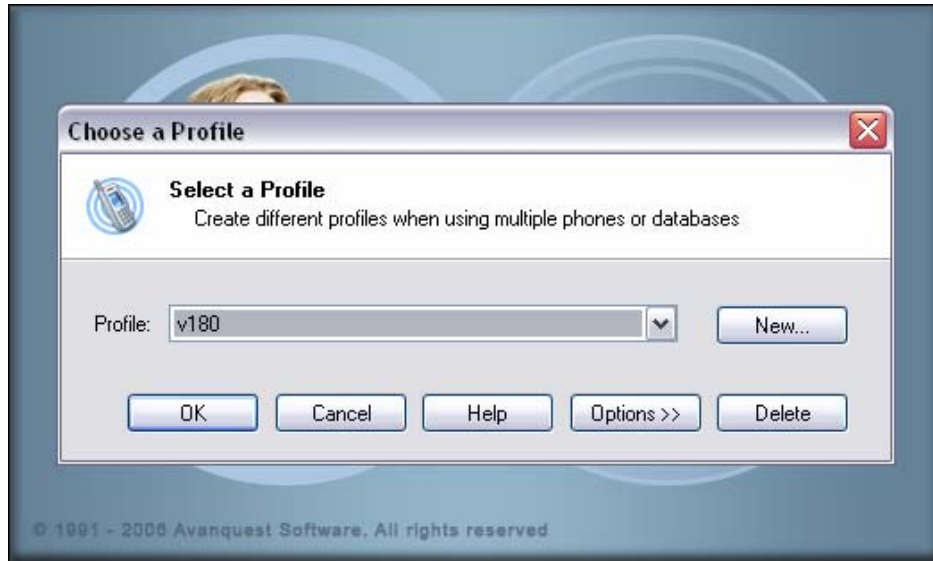 Choose a Profile
Select a Profile
Create different profiles when using multiple phones or databases
Profile: v180 New...
OK Cancel Help Options >> Delete
© 1991 - 2006 Avanquest Software. All rights reserved